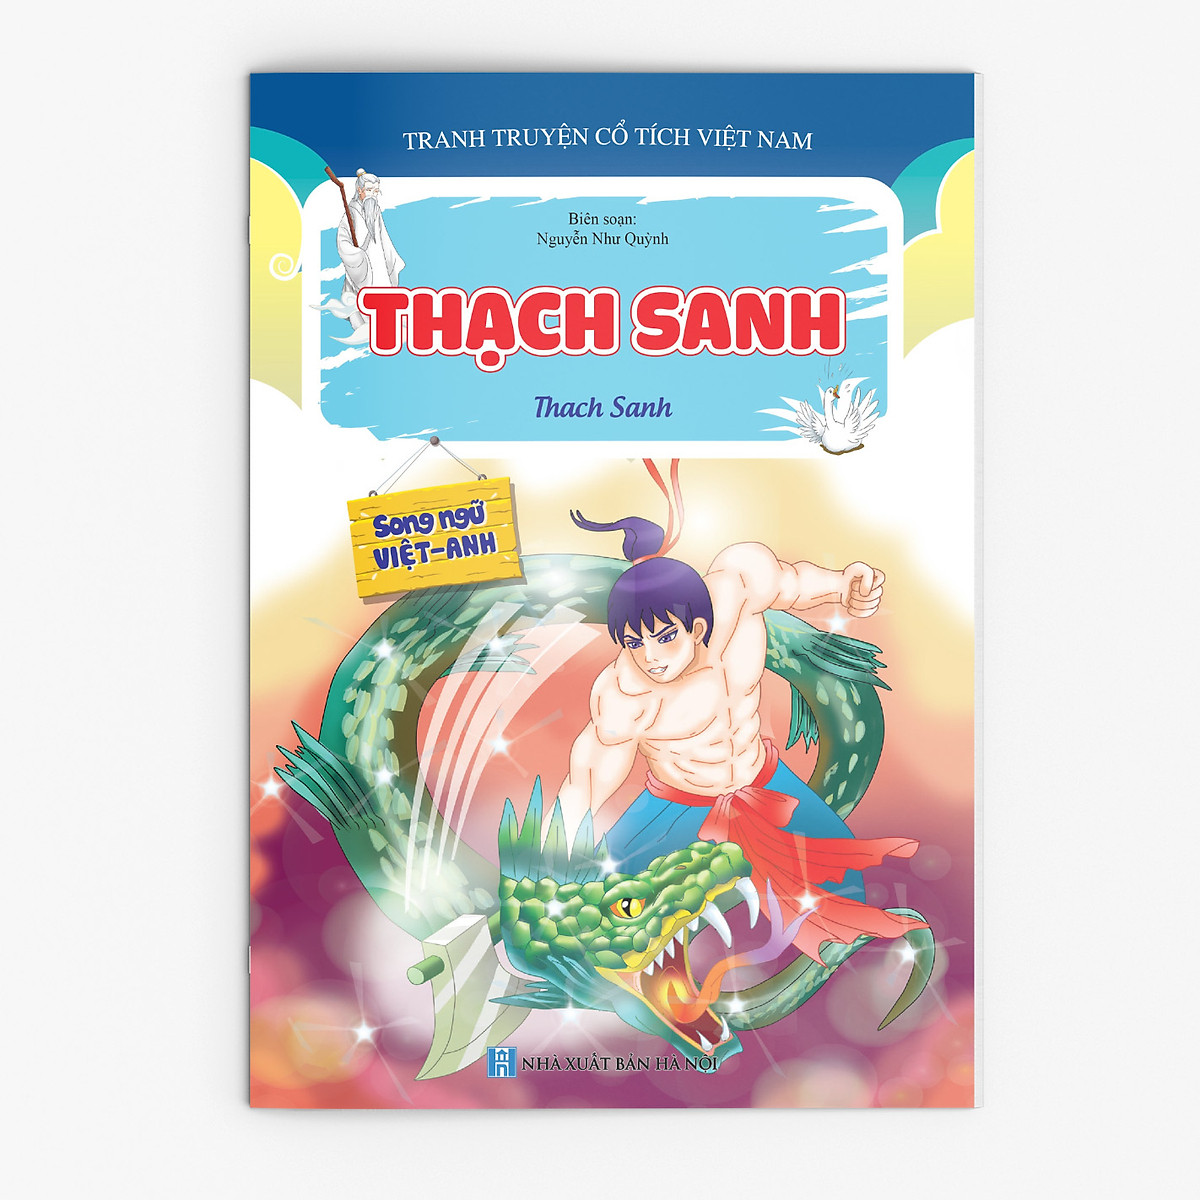 TRANH TRUYỆN CỔ TÍCH VIỆT NAM
Biên soạn:
Nguyễn Như Quỳnh
THẠCH SANH
Thach Sanh
Song ngữ
VIỆT-ANH
NHÀ XUẤT BẢN HÀ NỘI